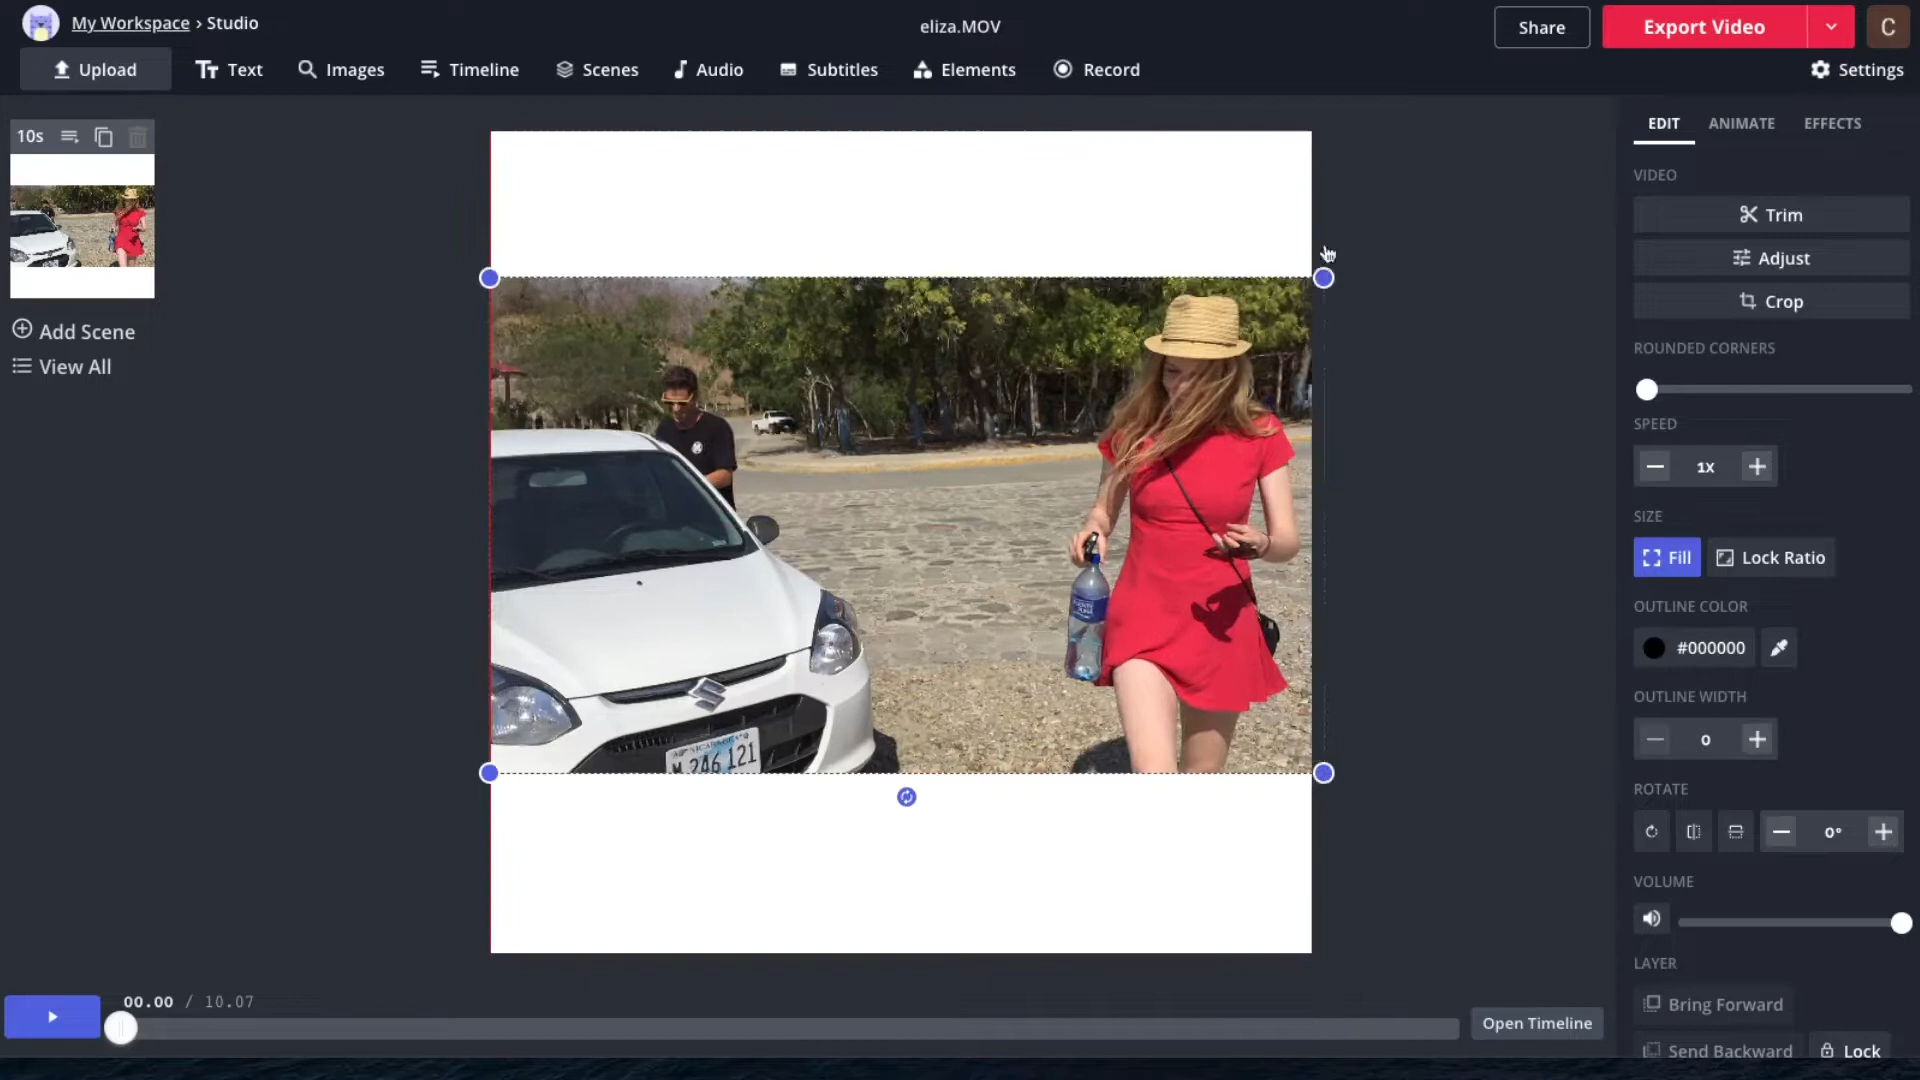 My Workspace › Studio
eliza.MOV
Share
Export Video
C
Upload
Text
Images
Timeline
Scenes
Audio
Subtitles
Elements
Record
Settings
10s
Add Scene
View All
M 246 121
EDIT
ANIMATE
EFFECTS
VIDEO
Trim
Adjust
Crop
ROUNDED CORNERS
SPEED
1x
SIZE
Fill
Lock Ratio
OUTLINE COLOR
#000000
OUTLINE WIDTH
0
ROTATE
0°
VOLUME
LAYER
Bring Forward
Send Backward
Lock
00.00 / 10.07
Open Timeline